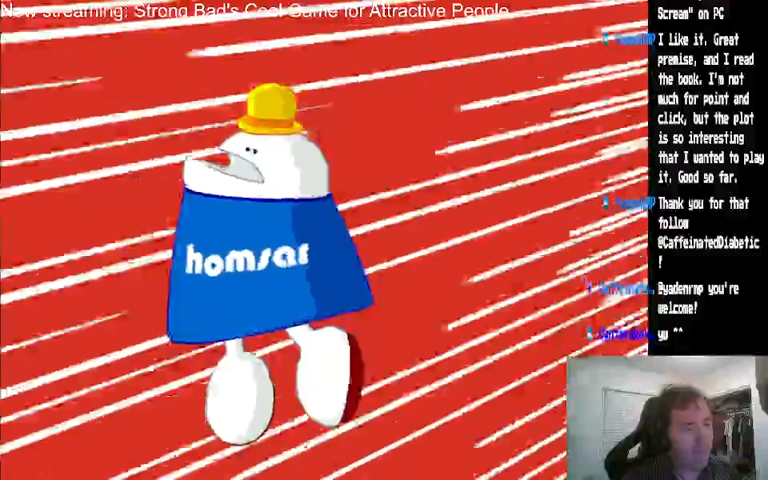 Now streaming: Strong Bad's Cool Game for Attractive People
Scream" on PC
I like it. Great
premise, and I read
the book. I'm not
much for point and
click, but the plot
is so interesting
that I wanted to play
it. Good so far.
Thank you for that
follow
@CaffeinatedDiabetic
!
@yadenrmp you're
welcome!
yw ^^
homsar